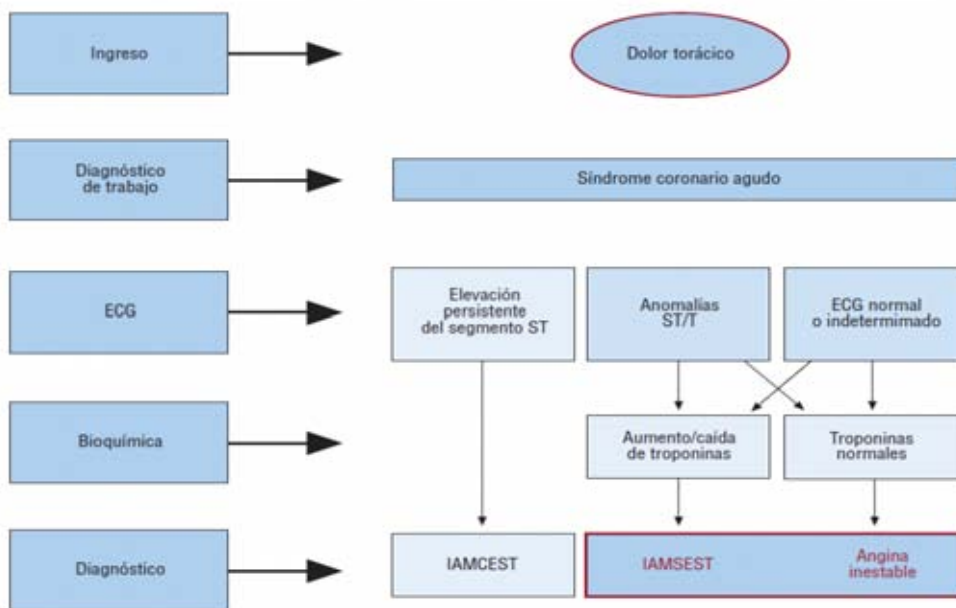 Ingreso
Dolor torácico
Diagnóstico
de trabajo
Síndrome coronario agudo
ECG
Elevación
persistente
del segmento ST
Anomalías
ST/T
ECG normal
o indetermimado
Bioquímica
Aumento/caída
de troponinas
Troponinas
normales
Diagnóstico
IAMCEST
IAMSEST
Angina
inestable